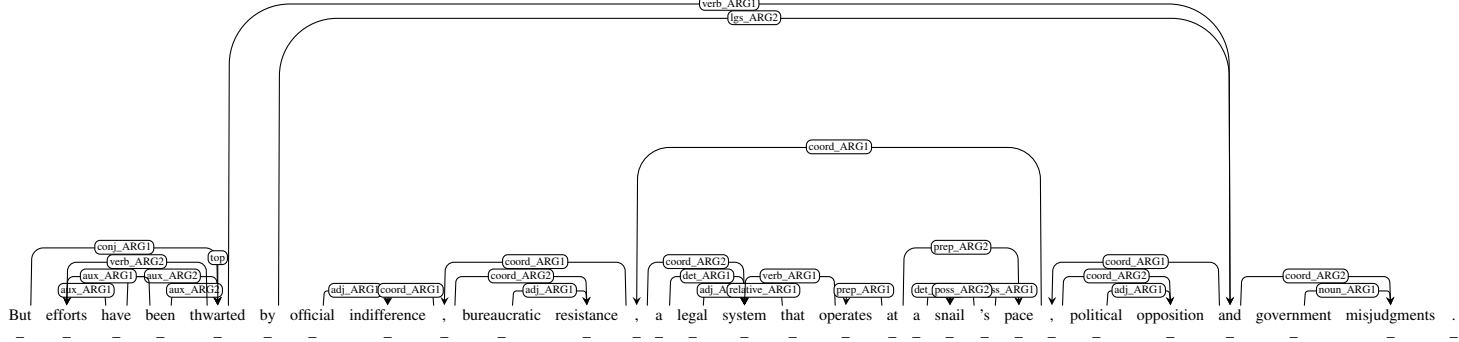 verb_ARG1
lgs_ARG2
coord_ARG1
conj_ARG1 prep_ARG2
top
verb_ARG2 coord_ARG1 coord_ARG2 coord_ARG1
aux_ARG1 aux_ARG2 coord_ARG2 det_ARG1 verb_ARG1 coord_ARG2 coord_ARG2
aux_ARG1 aux_ARG2 adj_ARG1 coord_ARG1 adj_ARG1 relative_ARG1 prep_ARG1 poss_ARG2 adj_ARG1 noun_ARG1
But efforts have been thwarted by official indifference , bureaucratic resistance , a legal system that operates at a snail 's pace , political opposition and government misjudgments .
_ _ _ _ _ _ _ _ _ _ _ _ _ _ _ _ _ _ _ _ _ _ _ _ _ _ _ _ _